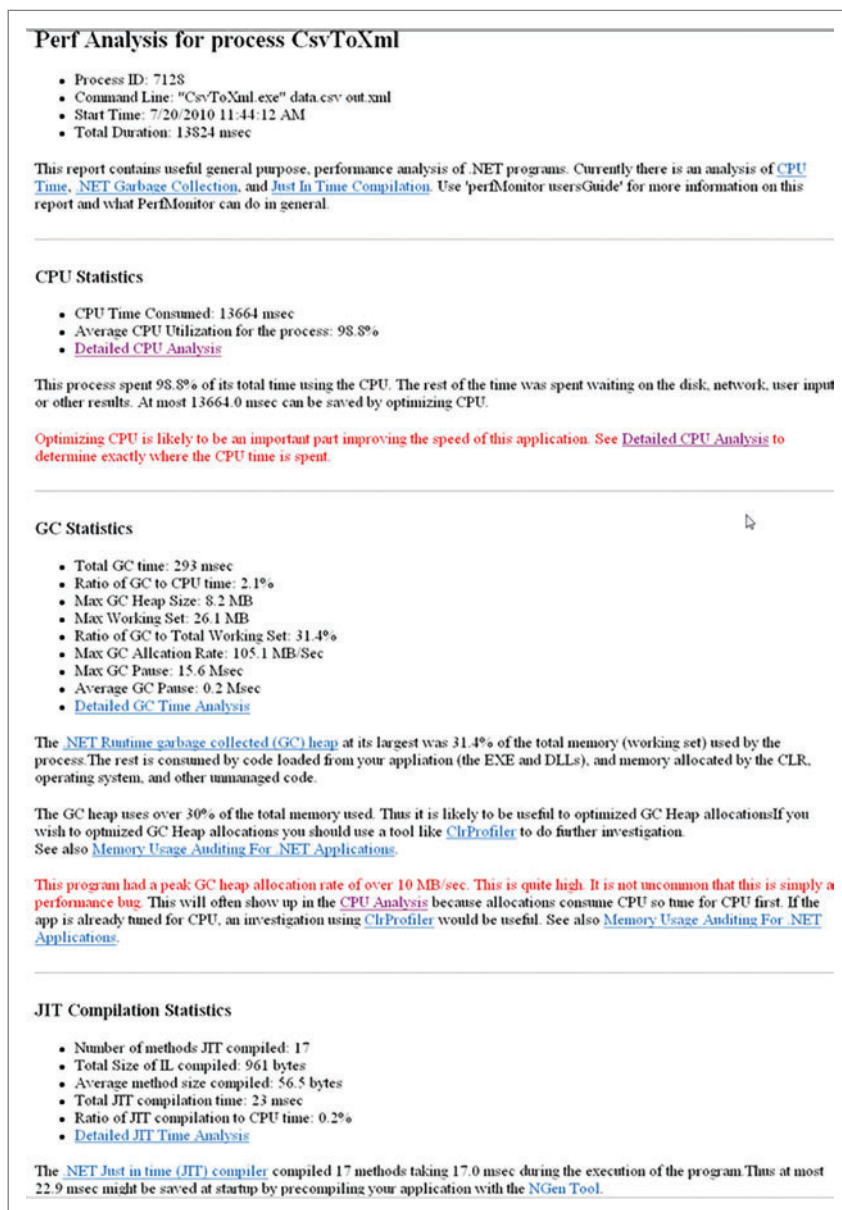 Perf Analysis for process CsvToXml
• Process ID: 7128
• Command Line: "CsvToXml.exe" data.csv out.xml
• Start Time: 7/20/2010 11:44:12 AM
• Total Duration: 13824 msec
This report contains useful general purpose, performance analysis of .NET programs. Currently there is an analysis of CPU
Time, .NET Garbage Collection, and Just In Time Compilation. Use 'perfMonitor usersGuide' for more information on this
report and what PerfMonitor can do in general.
CPU Statistics
• CPU Time Consumed: 13664 msec
• Average CPU Utilization for the process: 98.8%
• Detailed CPU Analysis
This process spent 98.8% of its total time using the CPU. The rest of the time was spent waiting on the disk, network, user input
or other results. At most 13664.0 msec can be saved by optimizing CPU.
Optimizing CPU is likely to be an important part improving the speed of this application. See Detailed CPU Analysis to
determine exactly where the CPU time is spent.
GC Statistics
• Total GC time: 293 msec
• Ratio of GC to CPU time: 2.1%
• Max GC Heap Size: 8.2 MB
• Max Working Set: 26.1 MB
• Ratio of GC to Total Working Set: 31.4%
• Max GC Allcation Rate: 105.1 MB/Sec
• Max GC Pause: 15.6 Msec
• Average GC Pause: 0.2 Msec
• Detailed GC Time Analysis
The .NET Runtime garbage collected (GC) heap at its largest was 31.4% of the total memory (working set) used by the
process.The rest is consumed by code loaded from your appliation (the EXE and DLLs), and memory allocated by the CLR,
operating system, and other unmanaged code.
The GC heap uses over 30% of the total memory used. Thus it is likely to be useful to optimized GC Heap allocationsIf you
wish to optmized GC Heap allocations you should use a tool like ClrProfiler to do further investigation.
See also Memory Usage Auditing For .NET Applications.
This program had a peak GC heap allocation rate of over 10 MB/sec. This is quite high. It is not uncommon that this is simply a
performance bug. This will often show up in the CPU Analysis because allocations consume CPU so tune for CPU first. If the
app is already tuned for CPU, an investigation using ClrProfiler would be useful. See also Memory Usage Auditing For .NET
Applications.
JIT Compilation Statistics
• Number of methods JIT compiled: 17
• Total Size of IL compiled: 961 bytes
• Average method size compiled: 56.5 bytes
• Total JIT compilation time: 23 msec
• Ratio of JIT compilation to CPU time: 0.2%
• Detailed JIT Time Analysis
The .NET Just in time (JIT) compiler compiled 17 methods taking 17.0 msec during the execution of the program.Thus at most
22.9 msec might be saved at startup by precompiling your application with the NGen Tool.